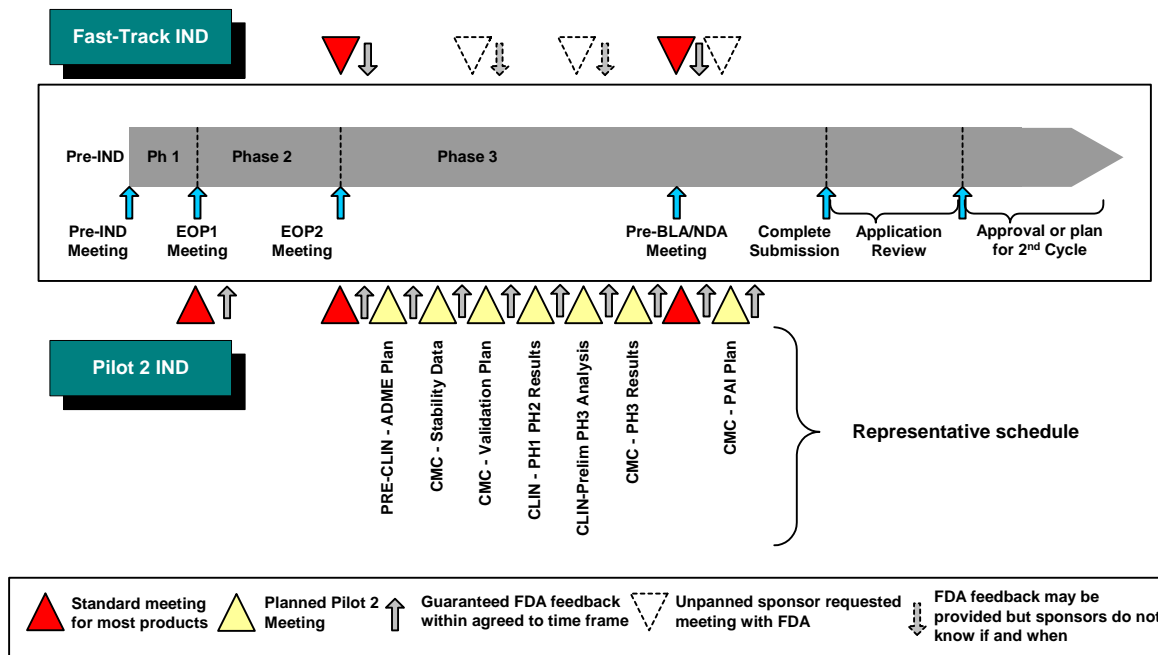 Fast-Track IND
Pre-IND
Ph 1
Phase 2
Phase 3
Pre-IND
Meeting
EOP1
Meeting
EOP2
Meeting
Pre-BLA/NDA
Meeting
Complete
Submission
Application
Review
Approval or plan
for 2nd Cycle
Pilot 2 IND
PRE-CLIN - ADME Plan
CMC - Stability Data
CMC - Validation Plan
CLIN - PH1 PH2 Results
CLIN-Prelim PH3 Analysis
CMC - PH3 Results
CMC - PAI Plan
Representative schedule
Standard meeting
for most products
Planned Pilot 2
Meeting
Guaranteed FDA feedback
within agreed to time frame
Unpanned sponsor requested
meeting with FDA
FDA feedback may be
provided but sponsors do not
know if and when